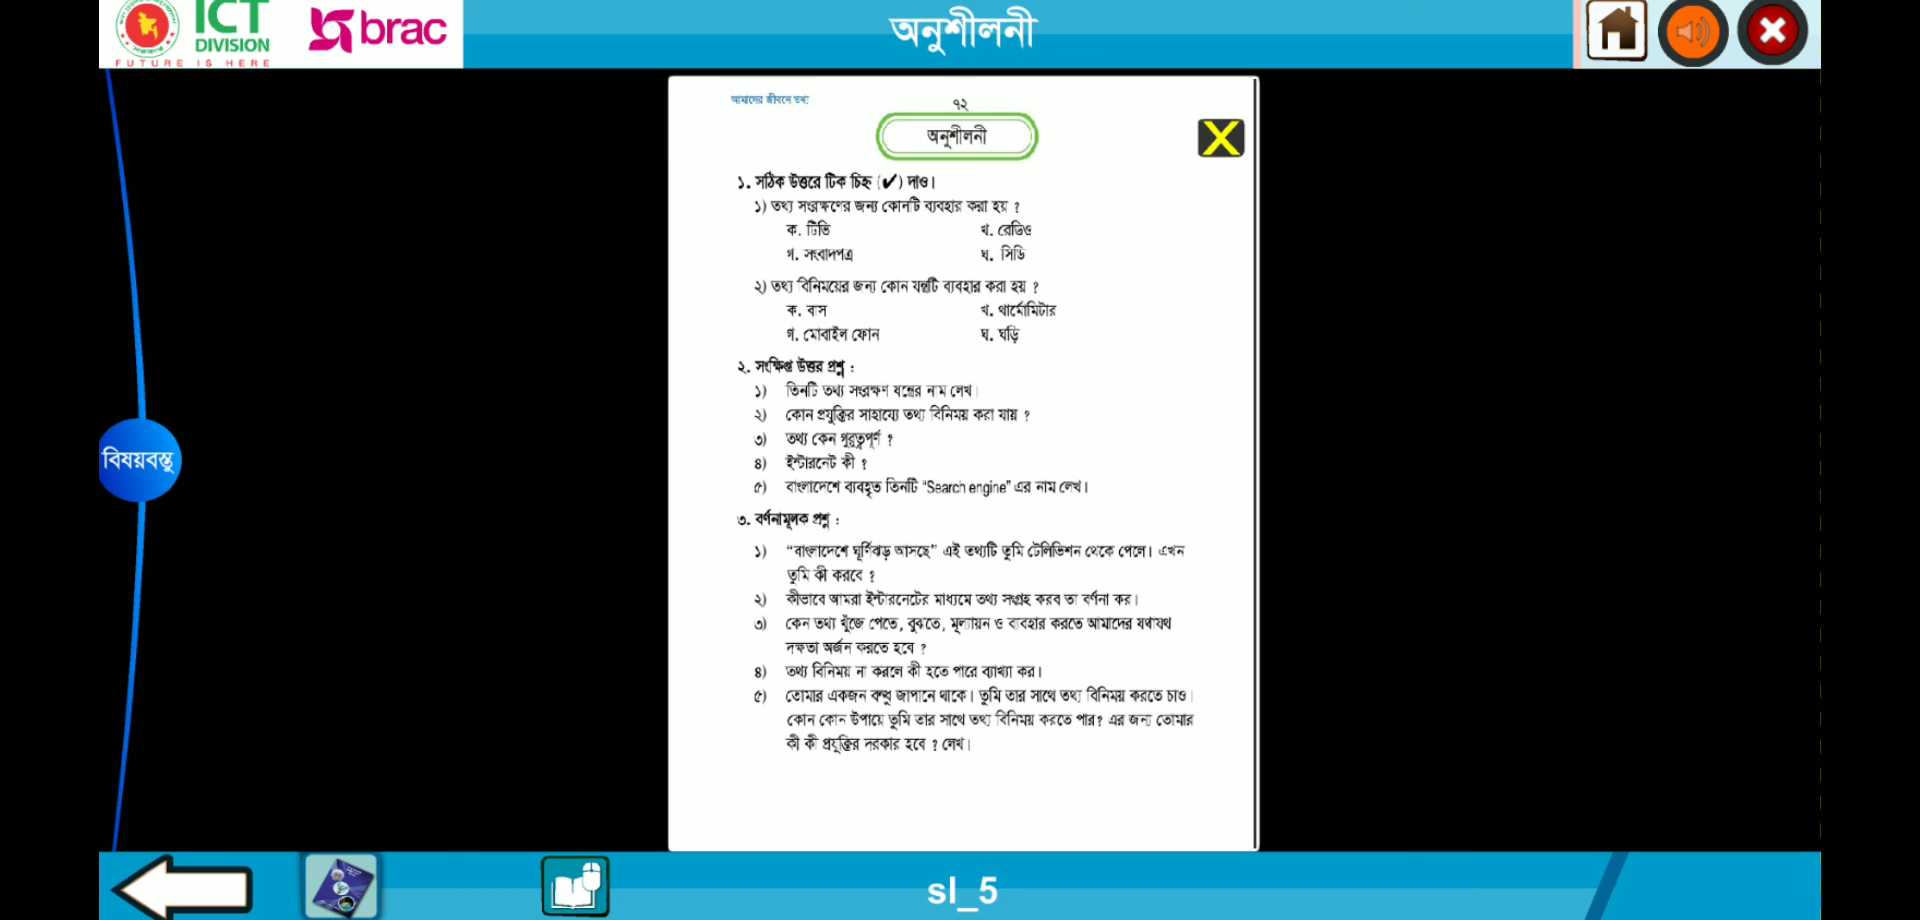 ICT
DIVISION
FUTURE IS HERE
brac
অনুশীলনী
আমাদের জীবনে তথ্য
৭২
অনুশীলনী
১. সঠিক উত্তরে টিক চিহ্ন (✔) দাও।
১) তথ্য সংরক্ষণের জন্য কোনটি ব্যবহার করা হয় ?
ক. টিভি খ. রেডিও
গ. সংবাদপত্র ঘ. সিডি
২) তথ্য বিনিময়ের জন্য কোন যন্ত্রটি ব্যবহার করা হয় ?
ক. বাস খ. থার্মোমিটার
গ. মোবাইল ফোন ঘ. ঘড়ি
২. সংক্ষিপ্ত উত্তর প্রশ্ন :
১) তিনটি তথ্য সংরক্ষণ যন্ত্রের নাম লেখ।
২) কোন প্রযুক্তির সাহায্যে তথ্য বিনিময় করা যায় ?
৩) তথ্য কেন গুরুত্বপূর্ণ ?
৪) ইন্টারনেট কী ?
৫) বাংলাদেশে ব্যবহৃত তিনটি “Search engine” এর নাম লেখ।
৩. বর্ণনামূলক প্রশ্ন :
১) “বাংলাদেশে ঘূর্ণিঝড় আসছে” এই তথ্যটি তুমি টেলিভিশন থেকে পেলে। এখন
তুমি কী করবে ?
২) কীভাবে আমরা ইন্টারনেটের মাধ্যমে তথ্য সংগ্রহ করব তা বর্ণনা কর।
৩) কেন তথ্য খুঁজে পেতে, বুঝতে, মূল্যায়ন ও ব্যবহার করতে আমাদের যথাযথ
দক্ষতা অর্জন করতে হবে ?
৪) তথ্য বিনিময় না করলে কী হতে পারে ব্যাখ্যা কর।
৫) তোমার একজন বন্ধু জাপানে থাকে। তুমি তার সাথে তথ্য বিনিময় করতে চাও।
কোন কোন উপায়ে তুমি তার সাথে তথ্য বিনিময় করতে পার? এর জন্য তোমার
কী কী প্রযুক্তির দরকার হবে ? লেখ।
বিষয়বস্তু
sl_5